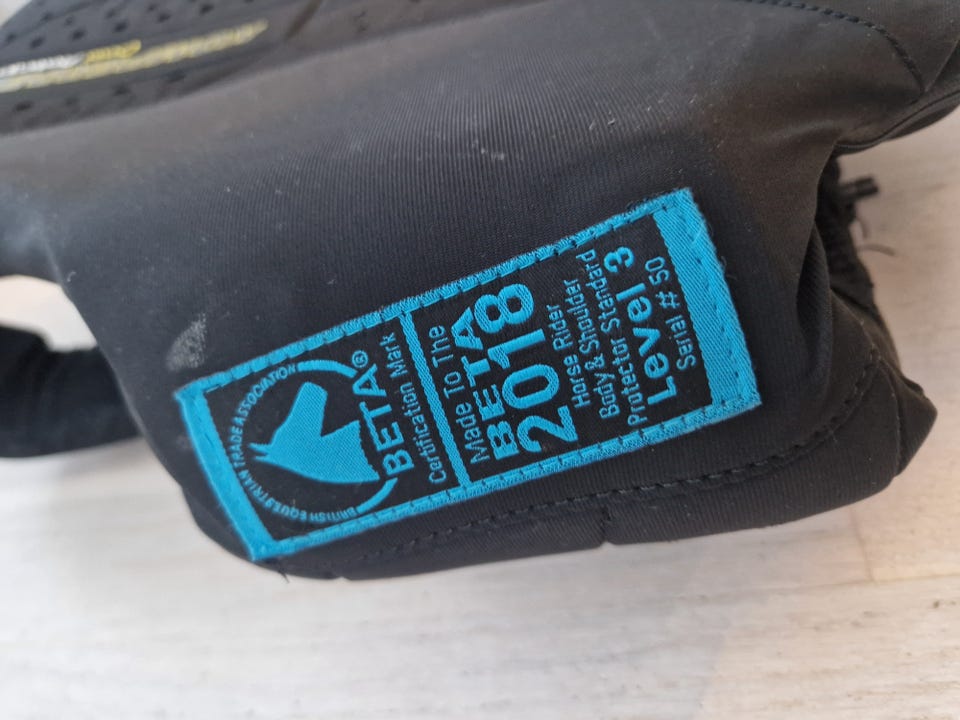 BRITISH EQUESTRIAN TRADE ASSOCIATION
BETA®
Certification Mark
Made To The
BETA
2018
Horse Rider
Body & Shoulder
Protector Standard
Level 3
Serial # 50